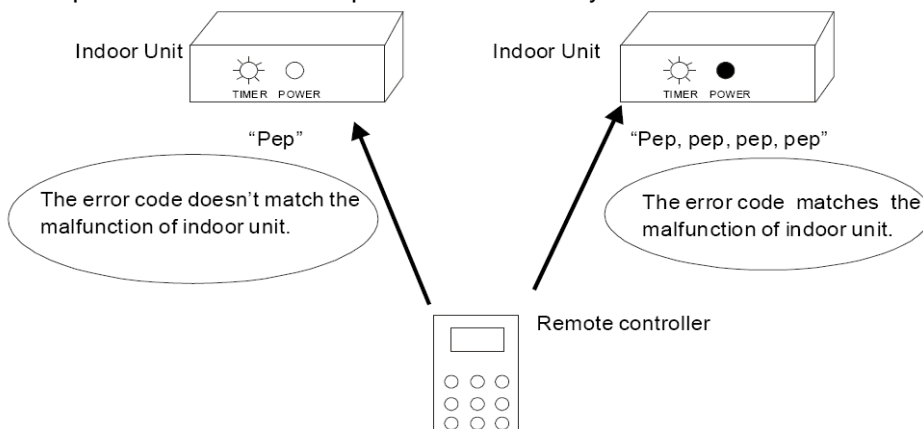 Indoor Unit
TIMER POWER
"Pep"
The error code doesn't match the
malfunction of indoor unit.
Indoor Unit
TIMER POWER
"Pep, pep, pep, pep"
The error code matches the
malfunction of indoor unit.
Remote controller